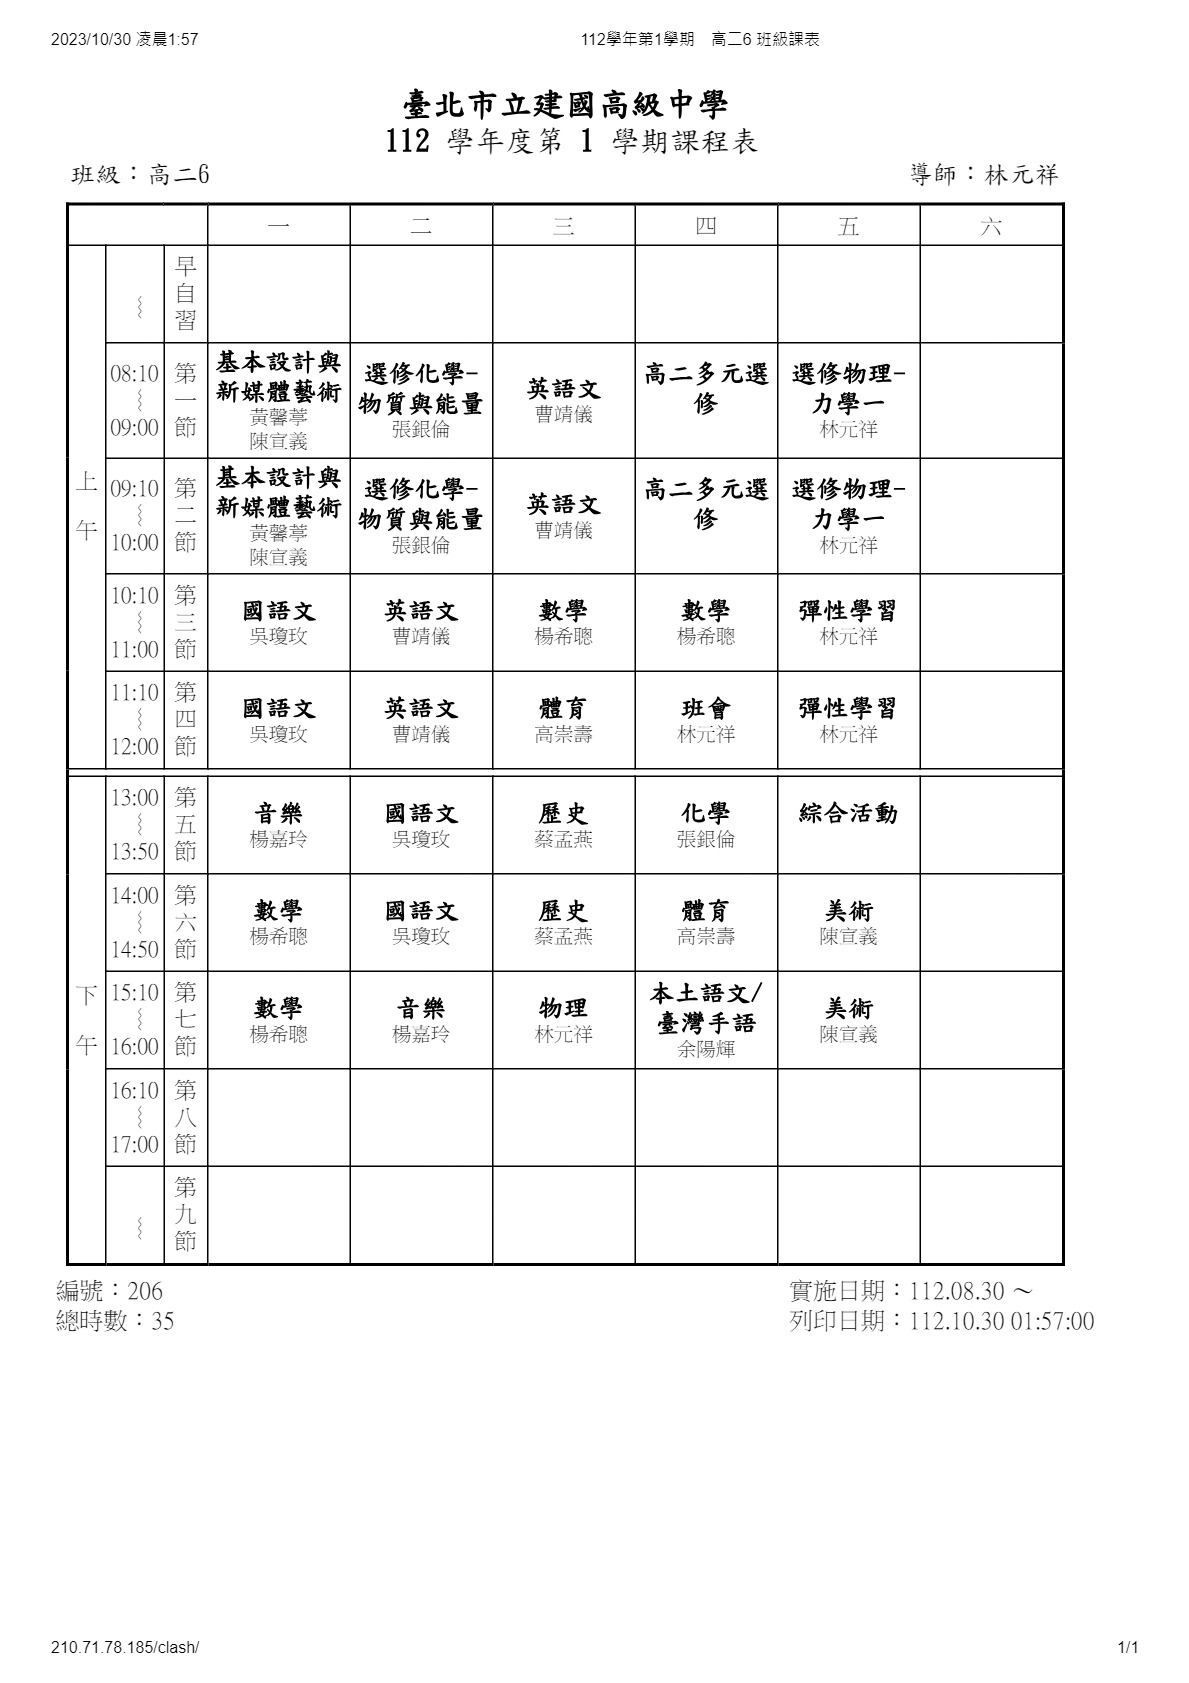 2023/10/30 凌晨1:57
112學年第1學期　高二6 班級課表
臺北市立建國高級中學
112 學年度第 1 學期課程表
班級：高二6
導師：林元祥
一 二 三 四 五 六
上午
～
早自習
08:10
～
09:00
第一節
基本設計與
新媒體藝術
黃馨葶
陳宣義
選修化學-
物質與能量
張銀倫
英語文
曹靖儀
高二多元選
修
選修物理-
力學一
林元祥
09:10
～
10:00
第二節
基本設計與
新媒體藝術
黃馨葶
陳宣義
選修化學-
物質與能量
張銀倫
英語文
曹靖儀
高二多元選
修
選修物理-
力學一
林元祥
10:10
～
11:00
第三節
國語文
吳瓊玫
英語文
曹靖儀
數學
楊希聰
數學
楊希聰
彈性學習
林元祥
11:10
～
12:00
第四節
國語文
吳瓊玫
英語文
曹靖儀
體育
高崇壽
班會
林元祥
彈性學習
林元祥
下午
13:00
～
13:50
第五節
音樂
楊嘉玲
國語文
吳瓊玫
歷史
蔡孟燕
化學
張銀倫
綜合活動
14:00
～
14:50
第六節
數學
楊希聰
國語文
吳瓊玫
歷史
蔡孟燕
體育
高崇壽
美術
陳宣義
15:10
～
16:00
第七節
數學
楊希聰
音樂
楊嘉玲
物理
林元祥
本土語文/
臺灣手語
余陽輝
美術
陳宣義
16:10
～
17:00
第八節
～
第九節
編號：206
總時數：35
實施日期：112.08.30 ～
列印日期：112.10.30 01:57:00
210.71.78.185/clash/
1/1